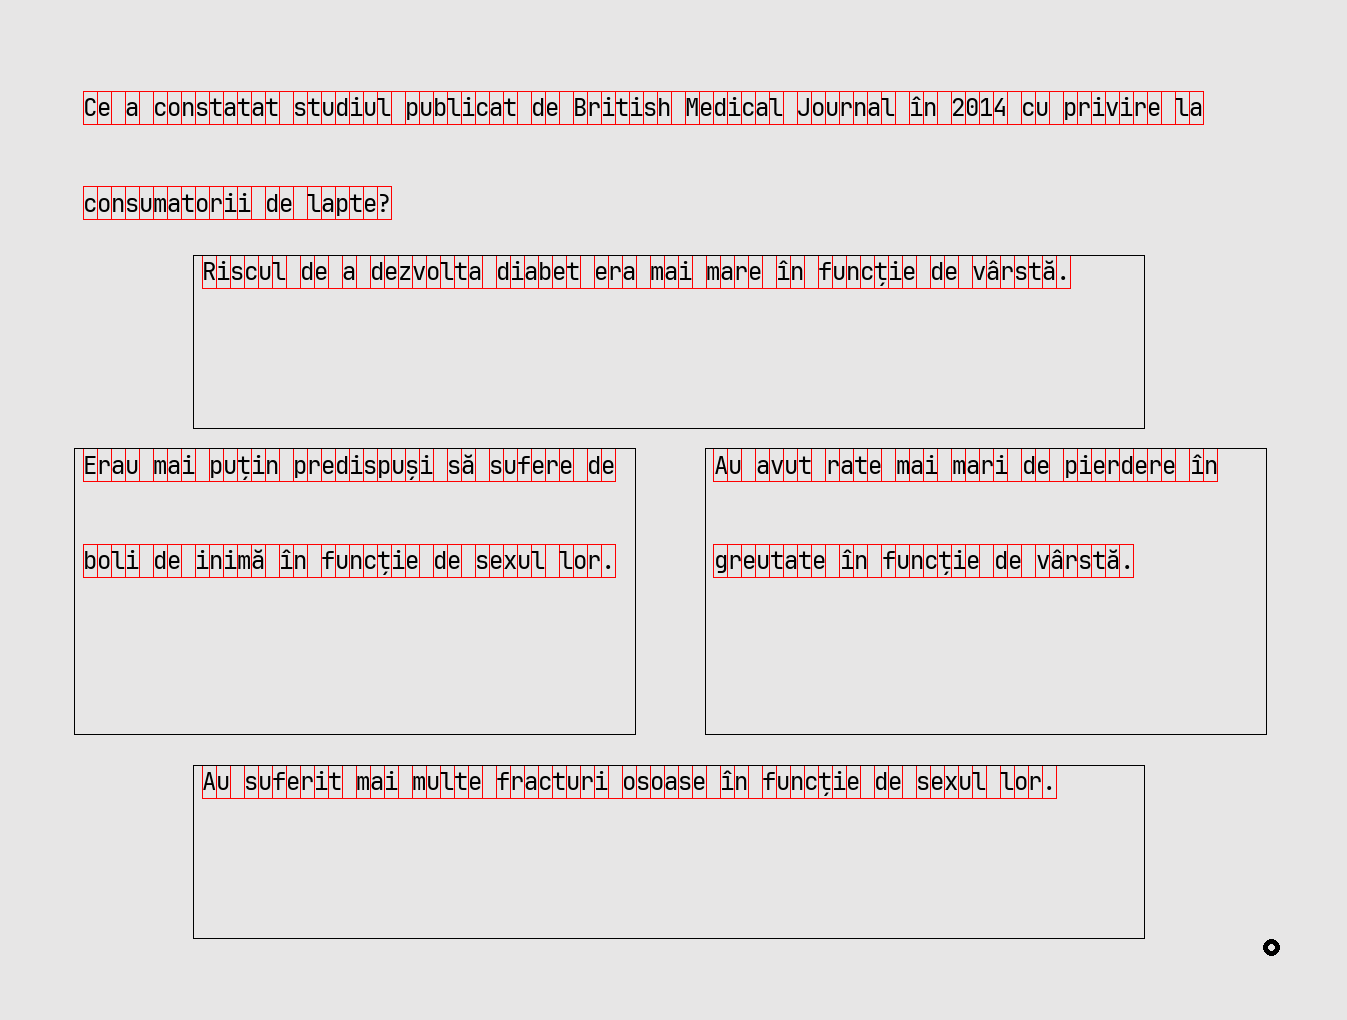 Ce a constatat studiul publicat de British Medical Journal în 2014 cu privire la
consumatorii de lapte?
Riscul de a dezvolta diabet era mai mare în funcție de vârstă.
Erau mai puțin predispuși să sufere de
boli de inimă în funcție de sexul lor.
Au avut rate mai mari de pierdere în
greutate în funcție de vârstă.
Au suferit mai multe fracturi osoase în funcție de sexul lor.